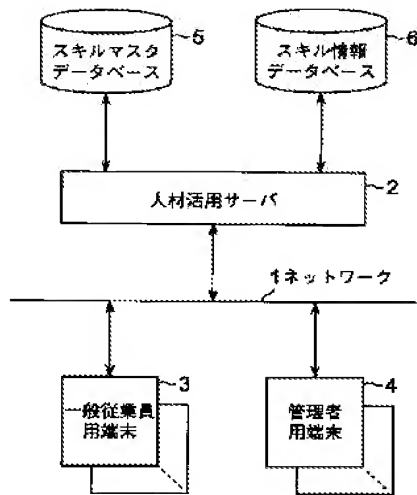 スキルマスタ
データベース
5
スキル情報
データベース
6
人材活用サーバ
2
1ネットワーク
一般従業員
用端末
3
管理者
用端末
4